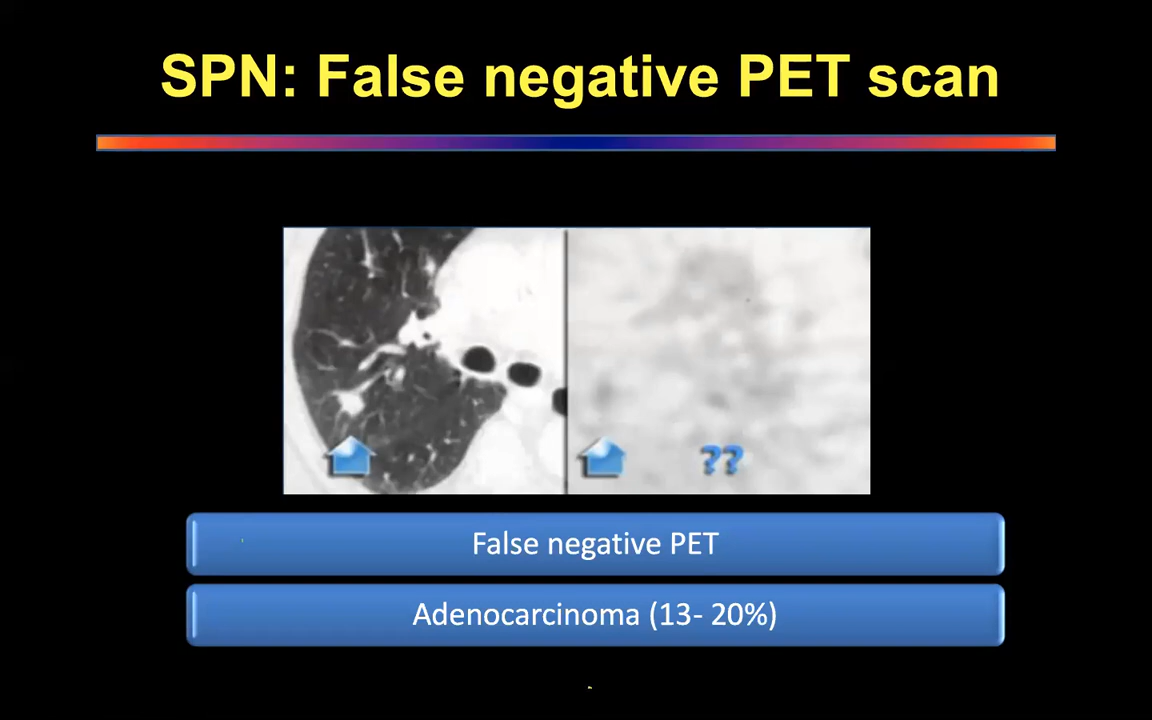 SPN: False negative PET scan
??
False negative PET
Adenocarcinoma (13- 20%)